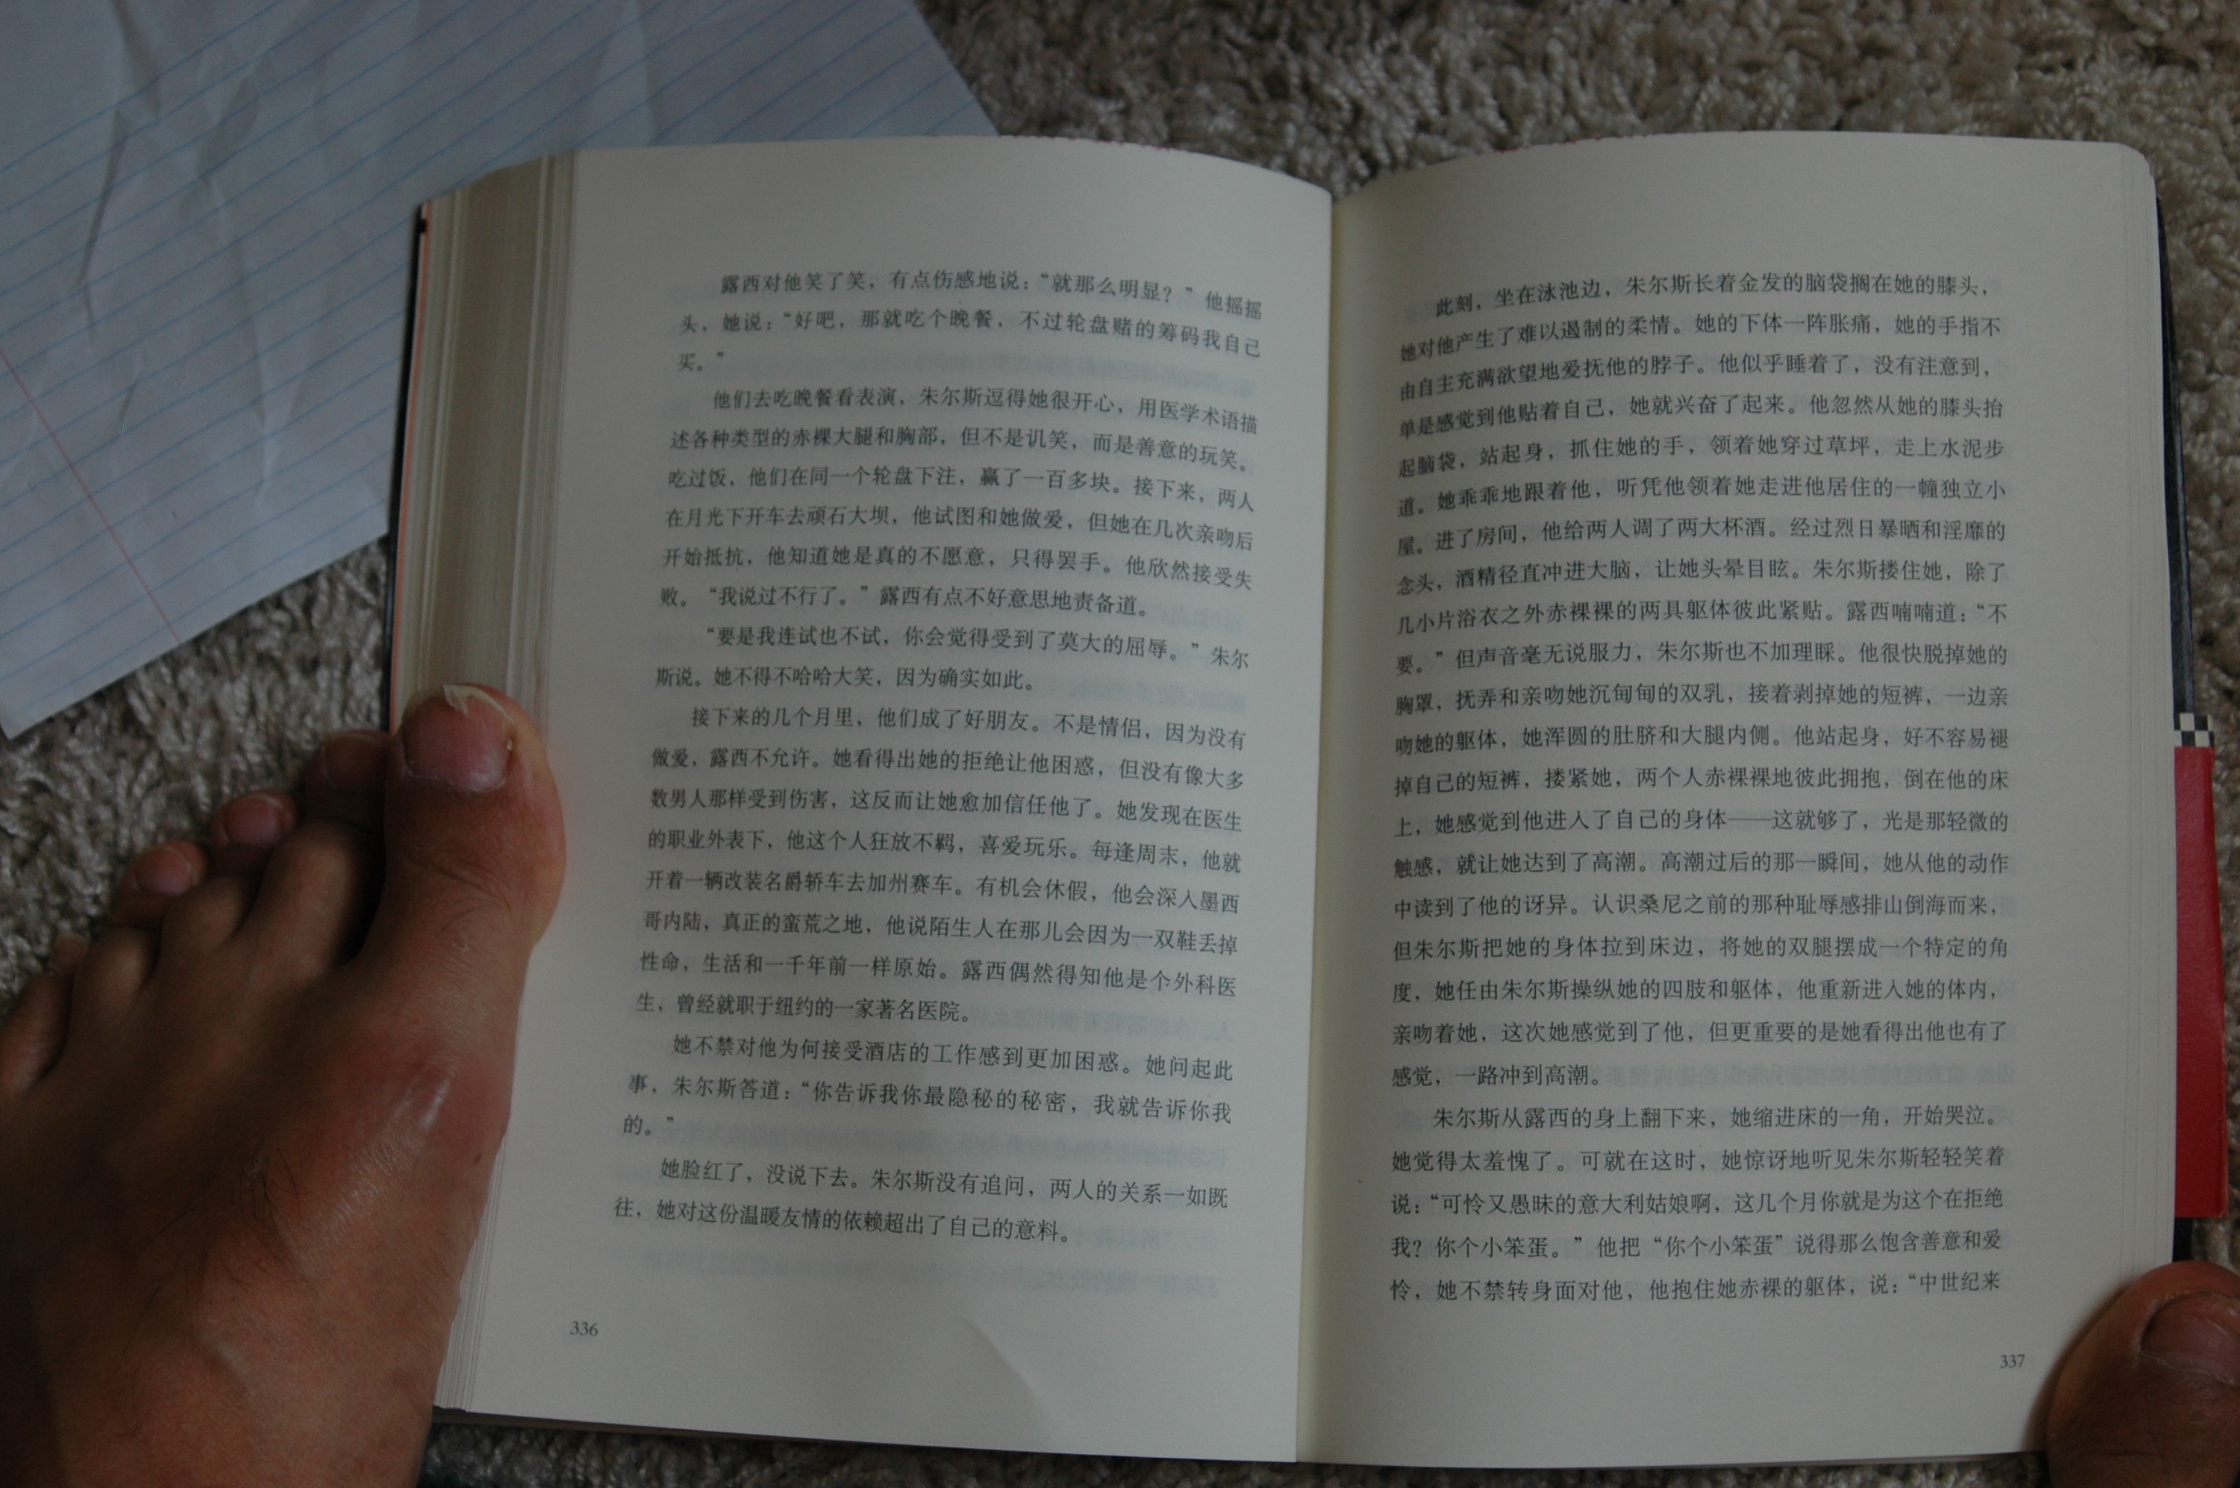 露西对他笑了笑，有点伤感地说：“就那么明显？”他摇摇
头，她说：“好吧，那就吃个晚餐，不过轮盘赌的筹码我自己
买。”
他们去吃晚餐看表演，朱尔斯逗得她很开心，用医学术语描
述各种类型的赤裸大腿和胸部，但不是讥笑，而是善意的玩笑。
吃过饭，他们在同一个轮盘下注，赢了一百多块。接下来，两人
在月光下开车去顽石大坝，他试图和她做爱，但她在几次亲吻后
开始抵抗，他知道她是真的不愿意，只得罢手。他欣然接受失
败。“我说过不行了。”露西有点不好意思地责备道。
“要是我连试也不试，你会觉得受到了莫大的屈辱。”朱尔
斯说。她不得不哈哈大笑，因为确实如此。
接下来的几个月里，他们成了好朋友。不是情侣，因为没有
做爱，露西不允许。她看得出她的拒绝让他困惑，但没有像大多
数男人那样受到伤害，这反而让她愈加信任他了。她发现在医生
的职业外表下，他这个人狂放不羁，喜爱玩乐。每逢周末，他就
开着一辆改装名爵轿车去加州赛车。有机会休假，他会深入墨西
哥内陆，真正的蛮荒之地，他说陌生人在那儿会因为一双鞋丢掉
性命，生活和一千年前一样原始。露西偶然得知他是个外科医
生，曾经就职于纽约的一家著名医院。
她不禁对他为何接受酒店的工作感到更加困惑。她问起此
事，朱尔斯答道：“你告诉我你最隐秘的秘密，我就告诉你我
的。”
她脸红了，没说下去。朱尔斯没有追问，两人的关系一如既
往，她对这份温暖友情的依赖超出了自己的意料。
336
此刻，坐在泳池边，朱尔斯长着金发的脑袋搁在她的膝头，
她对他产生了难以遏制的柔情。她的下体一阵胀痛，她的手指不
由自主充满欲望地爱抚他的脖子。他似乎睡着了，没有注意到，
单是感觉到他贴着自己，她就兴奋了起来。他忽然从她的膝头抬
起脑袋，站起身，抓住她的手，领着她穿过草坪，走上水泥步
道。她乖乖地跟着他，听凭他领着她走进他居住的一幢独立小
屋。进了房间，他给两人调了两大杯酒。经过烈日暴晒和淫靡的
念头，酒精径直冲进大脑，让她头晕目眩。朱尔斯搂住她，除了
几小片浴衣之外赤裸裸的两具躯体彼此紧贴。露西喃喃道：“不
要。”但声音毫无说服力，朱尔斯也不加理睬。他很快脱掉她的
胸罩，抚弄和亲吻她沉甸甸的双乳，接着剥掉她的短裤，一边亲
吻她的躯体，她浑圆的肚脐和大腿内侧。他站起身，好不容易褪
掉自己的短裤，搂紧她，两个人赤裸裸地彼此拥抱，倒在他的床
上，她感觉到他进入了自己的身体——这就够了，光是那轻微的
触感，就让她达到了高潮。高潮过后的那一瞬间，她从他的动作
中读到了他的讶异。认识桑尼之前的那种耻辱感排山倒海而来，
但朱尔斯把她的身体拉到床边，将她的双腿摆成一个特定的角
度，她任由朱尔斯操纵她的四肢和躯体，他重新进入她的体内，
亲吻着她，这次她感觉到了他，但更重要的是她看得出他也有了
感觉，一路冲到高潮。
朱尔斯从露西的身上翻下来，她缩进床的一角，开始哭泣。
她觉得太羞愧了。可就在这时，她惊讶地听见朱尔斯轻轻笑着
说：“可怜又愚昧的意大利姑娘啊，这几个月你就是为这个在拒绝
我？你个小笨蛋。”他把“你个小笨蛋”说得那么饱含善意和爱
怜，她不禁转身面对他，他抱住她赤裸的躯体，说：“中世纪来
337